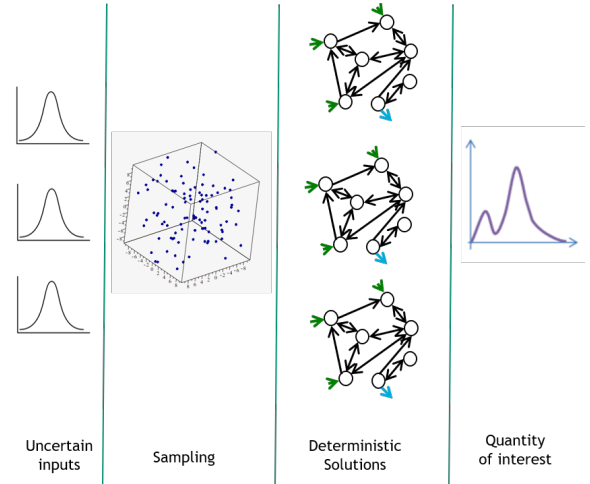 Uncertain
inputs
Sampling
Deterministic
Solutions
Quantity
of interest